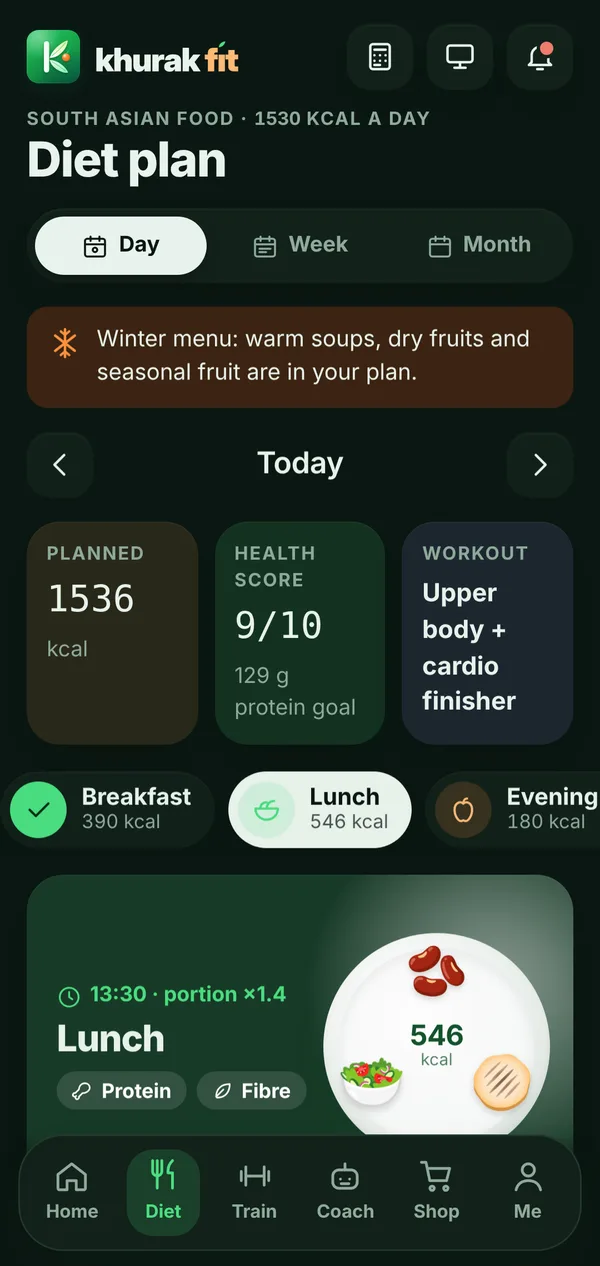 khurak fit
SOUTH ASIAN FOOD · 1530 KCAL A DAY
Diet plan
Day
Week
Month
Winter menu: warm soups, dry fruits and
seasonal fruit are in your plan.
Today
PLANNED
1536
kcal
HEALTH
SCORE
9/10
129 g
protein goal
WORKOUT
Upper
body +
cardio
finisher
Breakfast
390 kcal
Lunch
546 kcal
Evening
180 kcal
13:30 · portion ×1.4
Lunch
Protein
Fibre
546
kcal
Home
Diet
Train
Coach
Shop
Me